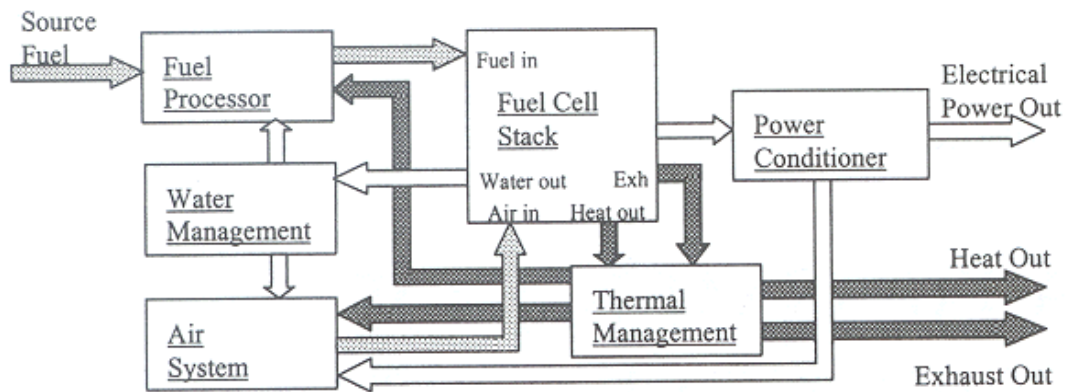 Source
Fuel
Fuel
Processor
Fuel in
Fuel Cell
Stack
Water out
Exh
Air in
Heat out
Power
Conditioner
Electrical
Power Out
Water
Management
Air
System
Thermal
Management
Heat Out
Exhaust Out